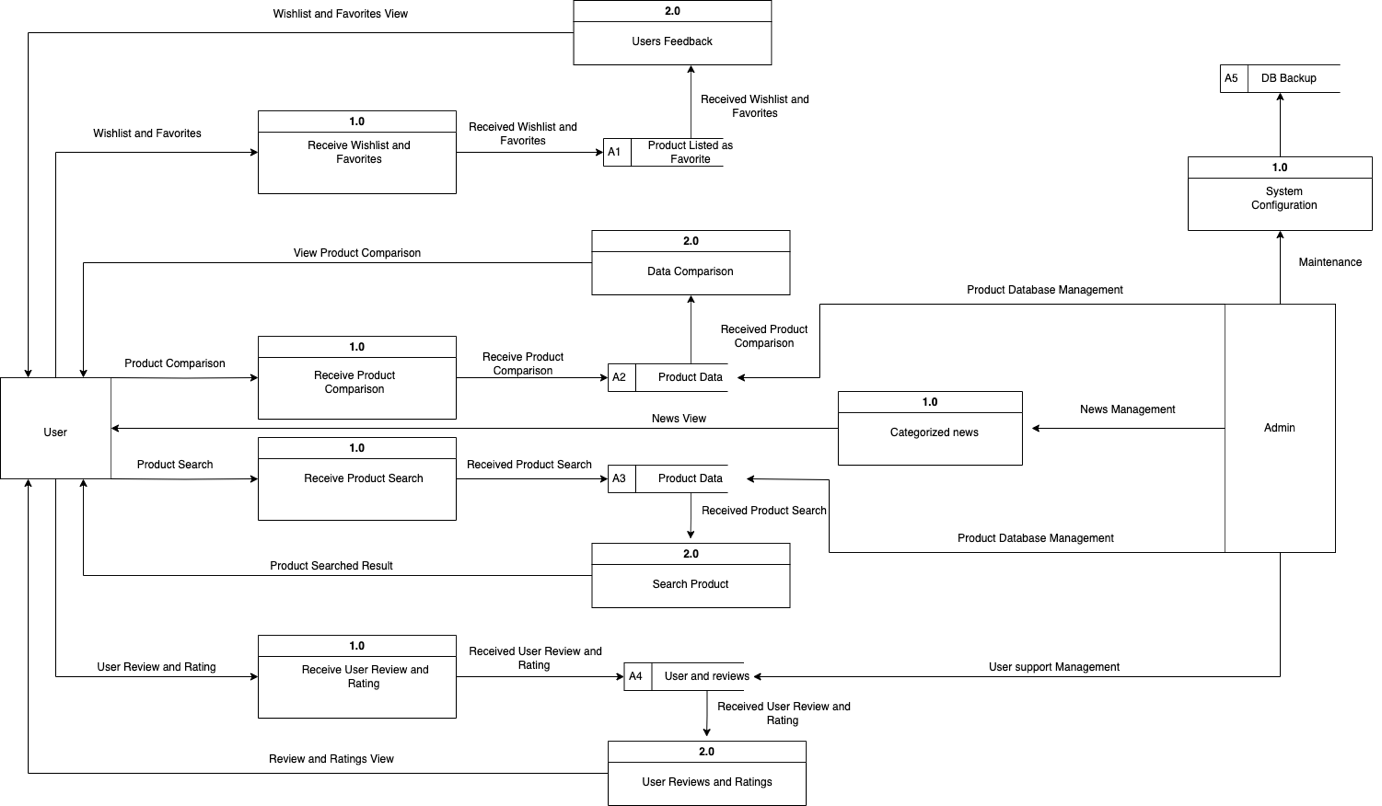 Wishlist and Favorites View
2.0
Users Feedback
A5
DB Backup
Received Wishlist and
Favorites
1.0
Wishlist and Favorites
Receive Wishlist and
Favorites
Received Wishlist and
Favorites
A1
Product Listed as
Favorite
1.0
System
Configuration
2.0
View Product Comparison
Data Comparison
Maintenance
Product Database Management
Received Product
Comparison
1.0
Product Comparison
Receive Product
Comparison
Receive Product
Comparison
A2
Product Data
1.0
News Management
News View
Categorized news
User
Admin
1.0
Product Search
Receive Product Search
Received Product Search
A3
Product Data
Received Product Search
Product Database Management
2.0
Product Searched Result
Search Product
1.0
User Review and Rating
Receive User Review and
Rating
Received User Review and
Rating
A4
User and reviews
User support Management
Received User Review and
Rating
2.0
Review and Ratings View
User Reviews and Ratings